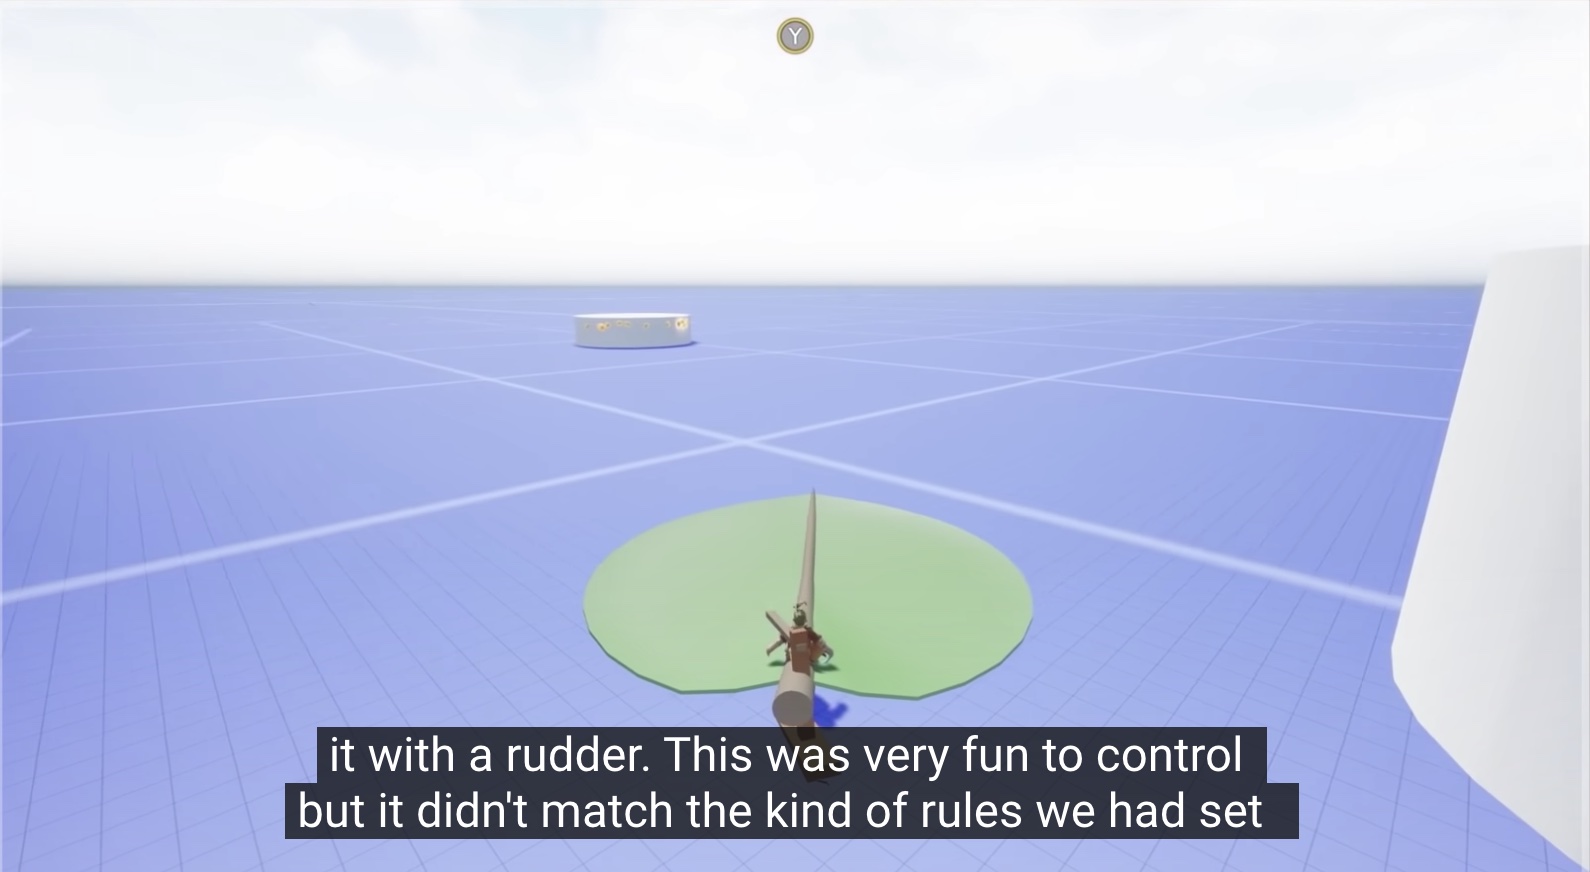 Y
it with a rudder. This was very fun to control
but it didn't match the kind of rules we had set